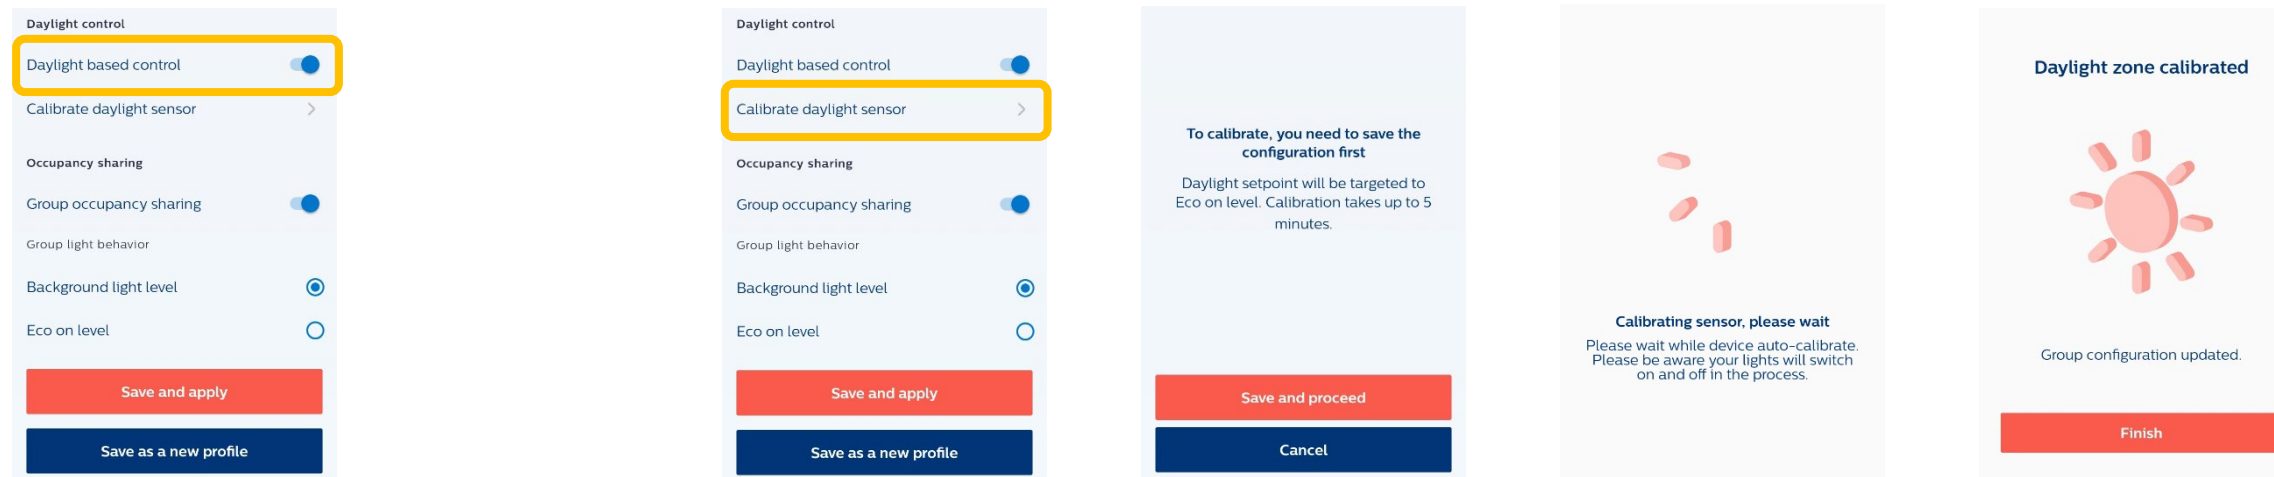 Daylight control
Daylight based control
Calibrate daylight sensor
Occupancy sharing
Group occupancy sharing
Group light behavior
Background light level
Eco on level
Save and apply
Save as a new profile
Daylight control
Daylight based control
Calibrate daylight sensor
Occupancy sharing
Group occupancy sharing
Group light behavior
Background light level
Eco on level
Save and apply
Save as a new profile
To calibrate, you need to save the
configuration first
Daylight setpoint will be targeted to
Eco on level. Calibration takes up to 5
minutes.
Save and proceed
Cancel
Calibrating sensor, please wait
Please wait while device auto-calibrate.
Please be aware your lights will switch
on and off in the process.
Daylight zone calibrated
Group configuration updated.
Finish